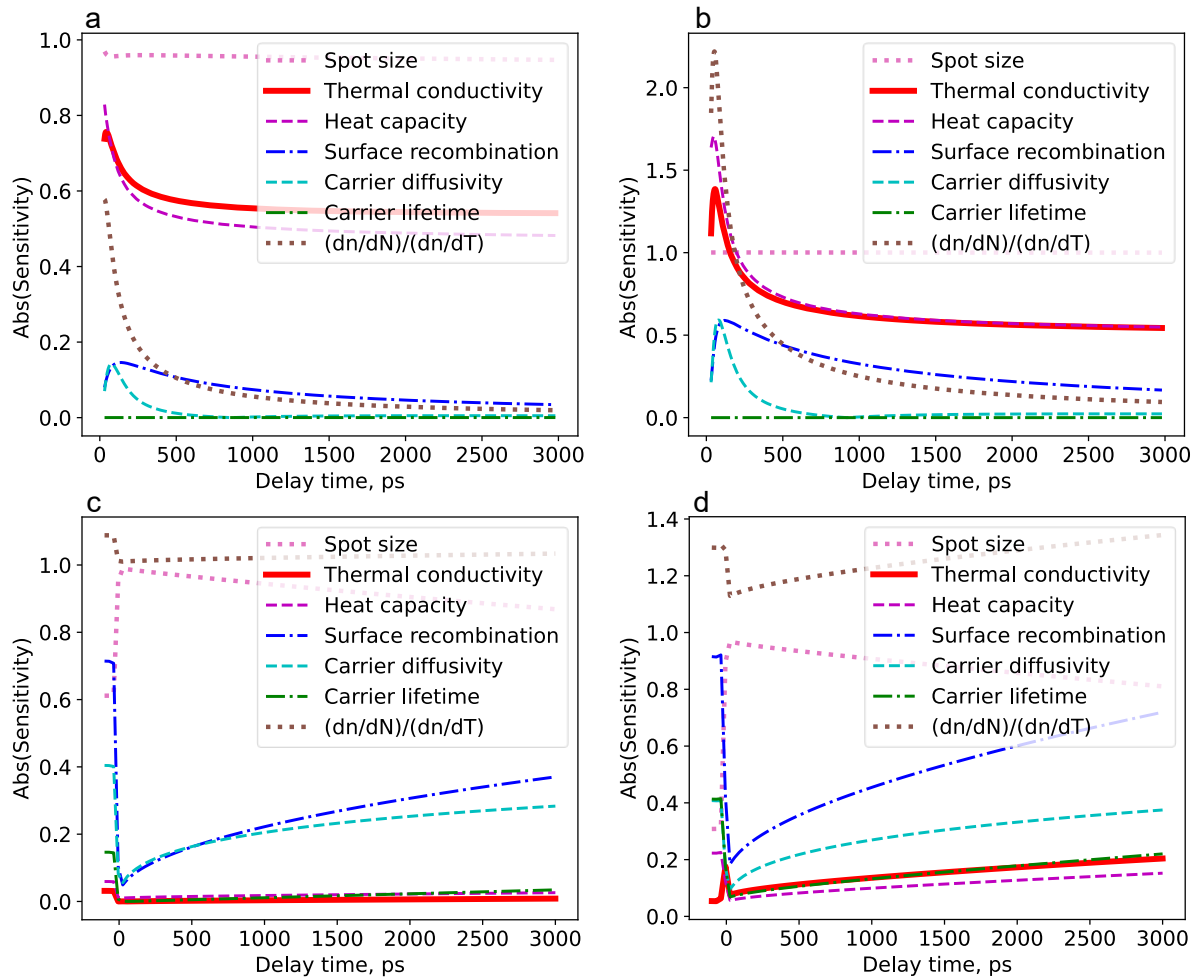 a
1.0
0.8
0.6
0.4
0.2
0.0
Abs(Sensitivity)
Spot size
Thermal conductivity
Heat capacity
Surface recombination
Carrier diffusivity
Carrier lifetime
(dn/dN)/(dn/dT)
0 500 1000 1500 2000 2500 3000
Delay time, ps
b
2.0
1.5
1.0
0.5
0.0
Abs(Sensitivity)
Spot size
Thermal conductivity
Heat capacity
Surface recombination
Carrier diffusivity
Carrier lifetime
(dn/dN)/(dn/dT)
0 500 1000 1500 2000 2500 3000
Delay time, ps
c
1.0
0.8
0.6
0.4
0.2
0.0
Abs(Sensitivity)
Spot size
Thermal conductivity
Heat capacity
Surface recombination
Carrier diffusivity
Carrier lifetime
(dn/dN)/(dn/dT)
0 500 1000 1500 2000 2500 3000
Delay time, ps
d
1.4
1.2
1.0
0.8
0.6
0.4
0.2
0.0
Abs(Sensitivity)
Spot size
Thermal conductivity
Heat capacity
Surface recombination
Carrier diffusivity
Carrier lifetime
(dn/dN)/(dn/dT)
0 500 1000 1500 2000 2500 3000
Delay time, ps